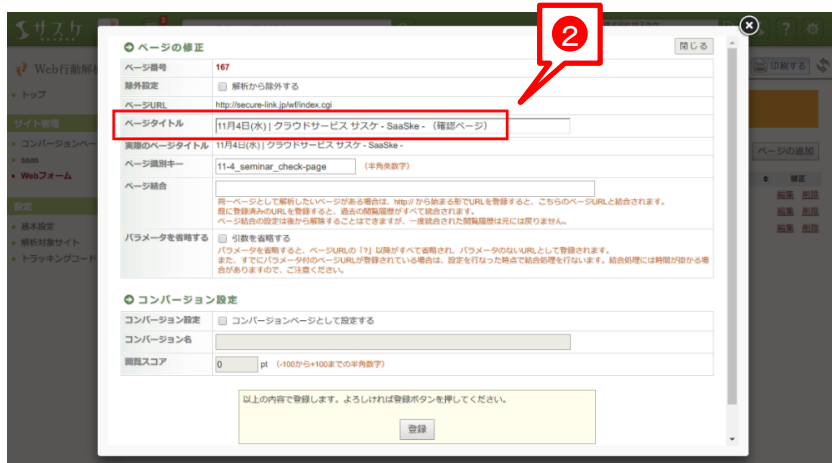 サスケ
Web行動解析
トップ
サイト管理
コンバージョンペー
saas
Webフォーム
設定
基本設定
解析対象サイト
トラッキングコード
2
ページの修正
閉じる
ページ番号 167
除外設定 解析から除外する
ページURL http://secure-link.jp/wf/index.cgi
ページタイトル 11月4日(水) | クラウドサービス サスケ - SaaSke - （確認ページ）
実際のページタイトル 11月4日(水) | クラウドサービス サスケ - SaaSke -
ページ識別キー 11-4_seminar_check-page （半角英数字）
ページ結合
同一ページとして解析したいページがある場合は、http:// から始まる形でURLを登録すると、こちらのページURLと結合されます。
既に登録済みのURLを登録すると、過去の閲覧履歴がすべて統合されます。
ページ結合の設定は後から解除することはできますが、一度統合された閲覧履歴は元には戻りません。
パラメータを省略する 引数を省略する
パラメータを省略すると、ページURLの「?」以降がすべて省略され、パラメータのないURLとして登録されます。
また、すでにパラメータ付のページURLが登録されている場合は、設定を行なった時点で結合処理を行ないます。結合処理には時間が掛かる場
合がありますので、ご注意ください。
コンバージョン設定
コンバージョン設定 コンバージョンページとして設定する
コンバージョン名
閲覧スコア 0 pt （-100から+100までの半角数字）
以上の内容で登録します。よろしければ登録ボタンを押してください。
登録
印刷する
ページの追加
修正
編集 削除
編集 削除
編集 削除